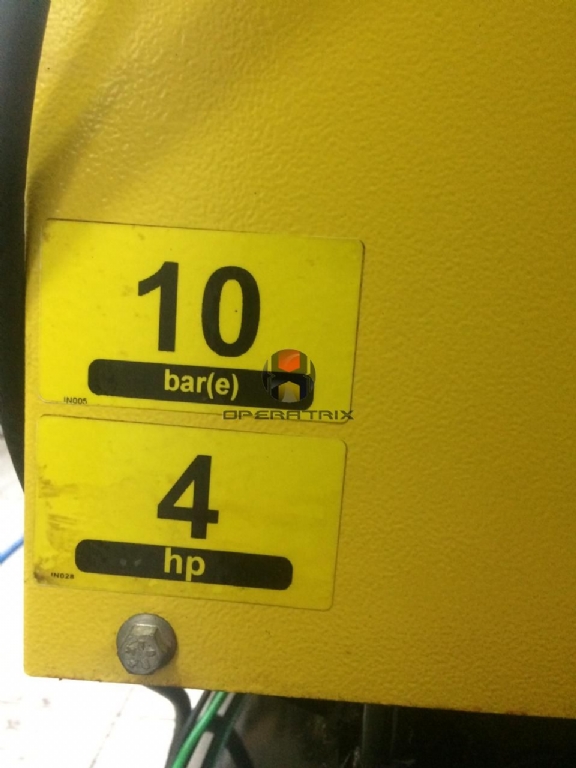 10
bar(e)
IN005
OPERATRIX
4
hp
IN028